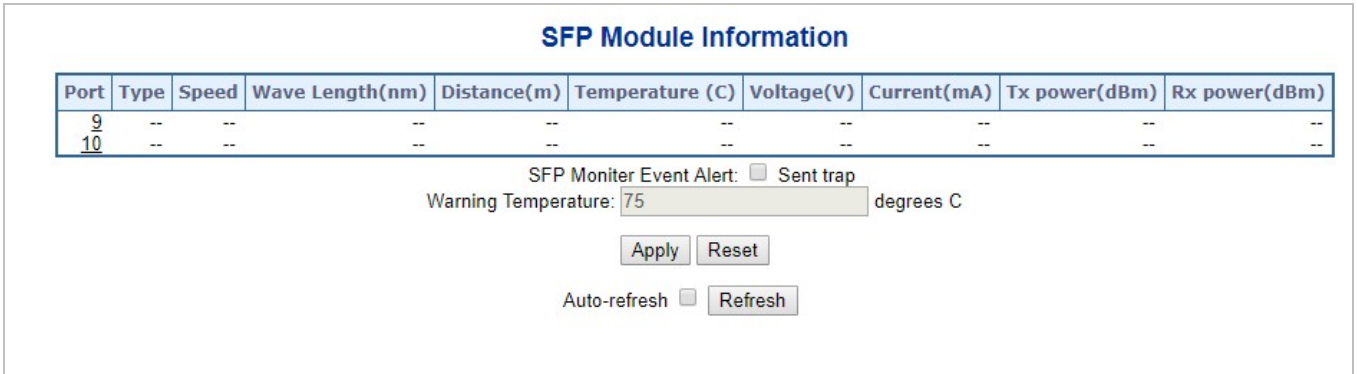 SFP Module Information
Port Type Speed Wave Length(nm) Distance(m) Temperature (C) Voltage(V) Current(mA) Tx power(dBm) Rx power(dBm)
9 -- -- -- -- -- -- -- -- --
10 -- -- -- -- -- -- -- -- --
SFP Moniter Event Alert: Sent trap
Warning Temperature: 75 degrees C
Apply Reset
Auto-refresh Refresh